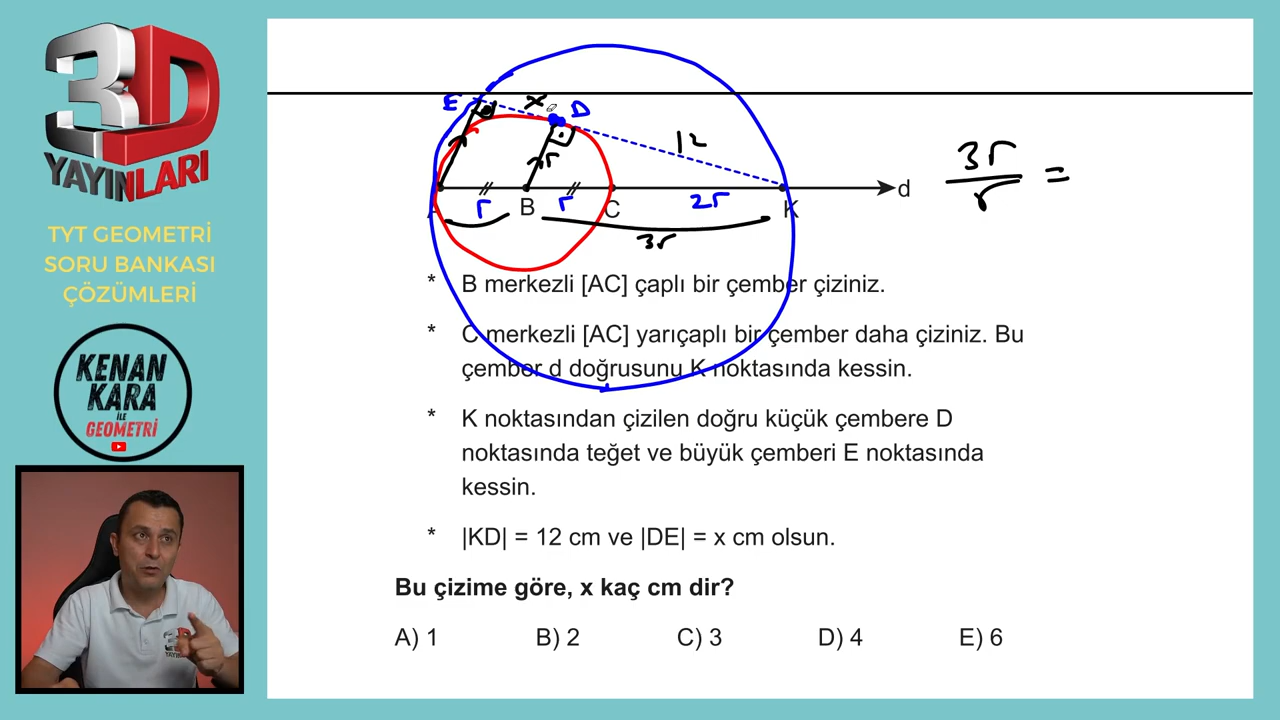 3D
YAYINLARI
TYT GEOMETRİ
SORU BANKASI
ÇÖZÜMLERİ
KENAN
KARA
İLE
GEOMETRİ
E x D
12
r
A B C K d
r r 2r
3r
3r
r
=
* B merkezli [AC] çaplı bir çember çiziniz.
* C merkezli [AC] yarıçaplı bir çember daha çiziniz. Bu
çember d doğrusunu K noktasında kessin.
* K noktasından çizilen doğru küçük çembere D
noktasında teğet ve büyük çemberi E noktasında
kessin.
* |KD| = 12 cm ve |DE| = x cm olsun.
Bu çizime göre, x kaç cm dir?
A) 1 B) 2 C) 3 D) 4 E) 6